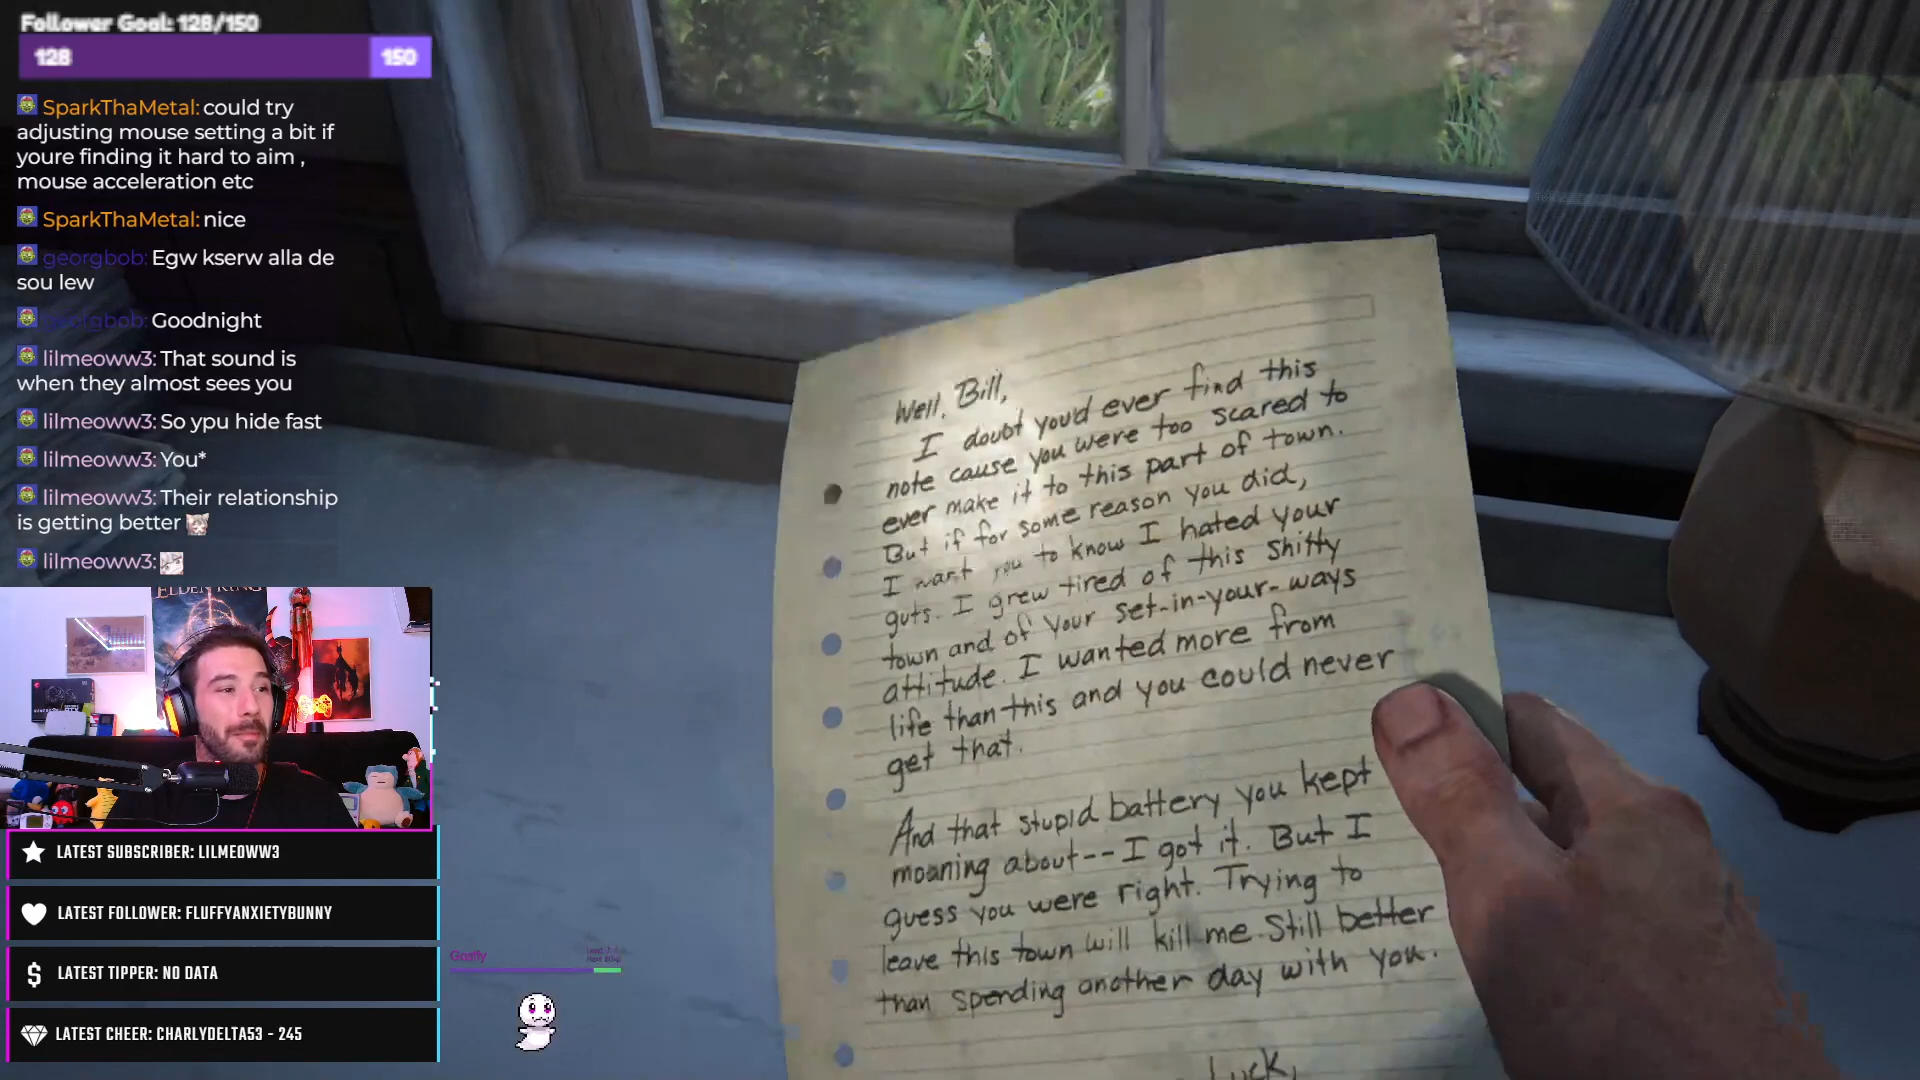 Follower Goal: 128/150
128 150
SparkThaMetal: could try
adjusting mouse setting a bit if
youre finding it hard to aim ,
mouse acceleration etc
SparkThaMetal: nice
georgbob: Egw kserw alla de
sou lew
georgbob: Goodnight
lilmeoww3: That sound is
when they almost sees you
lilmeoww3: So ypu hide fast
lilmeoww3: You*
lilmeoww3: Their relationship
is getting better
lilmeoww3:
ELDEN RING
LATEST SUBSCRIBER: LILMEOWW3
LATEST FOLLOWER: FLUFFYANXIETYBUNNY
LATEST TIPPER: NO DATA
LATEST CHEER: CHARLYDELTA53 - 245
Gastly
Well, Bill,
I doubt you'd ever find this
note cause you were too scared to
ever make it to this part of town.
But if for some reason you did,
I want you to know I hated your
guts. I grew tired of this shitty
town and of your set-in-your-ways
attitude. I wanted more from
life than this and you could never
get that.
And that stupid battery you kept
moaning about-- I got it. But I
guess you were right. Trying to
leave this town will kill me. Still better
than spending another day with you.
Luck,